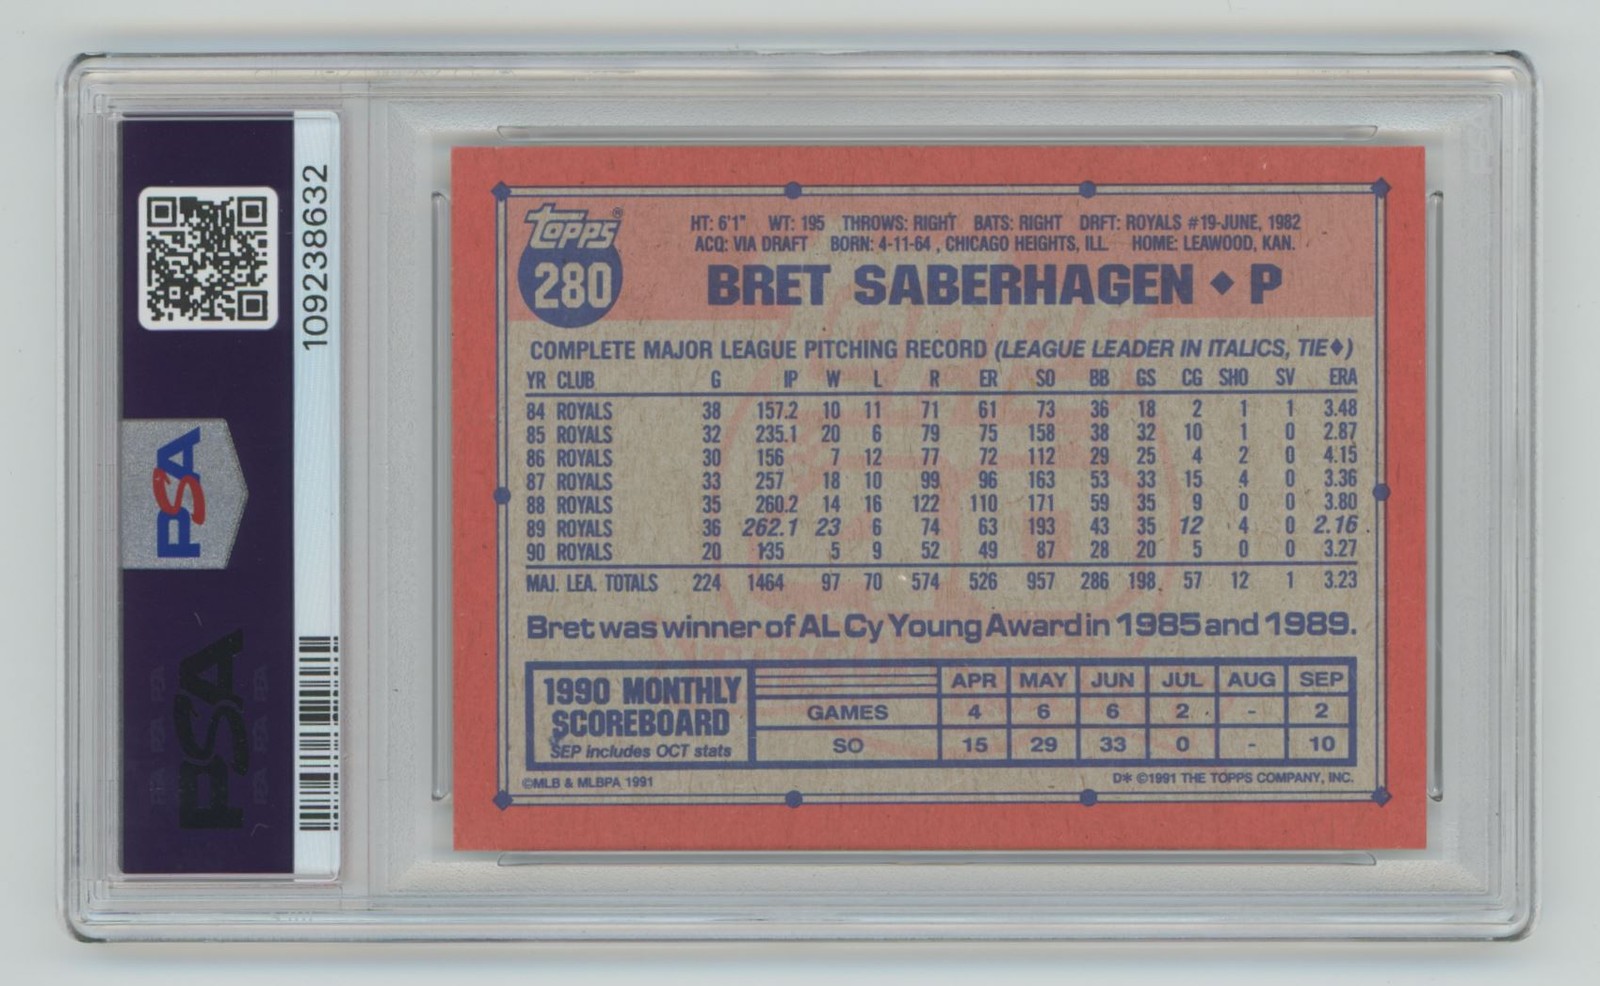 109238632
PSA
PSA
Topps®
280
HT: 6'1" WT: 195 THROWS: RIGHT BATS: RIGHT DRFT: ROYALS #19-JUNE, 1982
ACQ: VIA DRAFT BORN: 4-11-64 , CHICAGO HEIGHTS, ILL. HOME: LEAWOOD, KAN.
BRET SABERHAGEN ♦ P
COMPLETE MAJOR LEAGUE PITCHING RECORD (LEAGUE LEADER IN ITALICS, TIE♦)
YR CLUB G IP W L R ER SO BB GS CG SHO SV ERA
84 ROYALS 38 157.2 10 11 71 61 73 36 18 2 1 1 3.48
85 ROYALS 32 235.1 20 6 79 75 158 38 32 10 1 0 2.87
86 ROYALS 30 156 7 12 77 72 112 29 25 4 2 0 4.15
87 ROYALS 33 257 18 10 99 96 163 53 33 15 4 0 3.36
88 ROYALS 35 260.2 14 16 122 110 171 59 35 9 0 0 3.80
89 ROYALS 36 262.1 23 6 74 63 193 43 35 12 4 0 2.16
90 ROYALS 20 135 5 9 52 49 87 28 20 5 0 0 3.27
MAJ. LEA. TOTALS 224 1464 97 70 574 526 957 286 198 57 12 1 3.23
Bret was winner of AL Cy Young Award in 1985 and 1989.
1990 MONTHLY
SCOREBOARD
SEP includes OCT stats
APR MAY JUN JUL AUG SEP
GAMES 4 6 6 2 - 2
SO 15 29 33 0 - 10
©MLB & MLBPA 1991
D* ©1991 THE TOPPS COMPANY, INC.